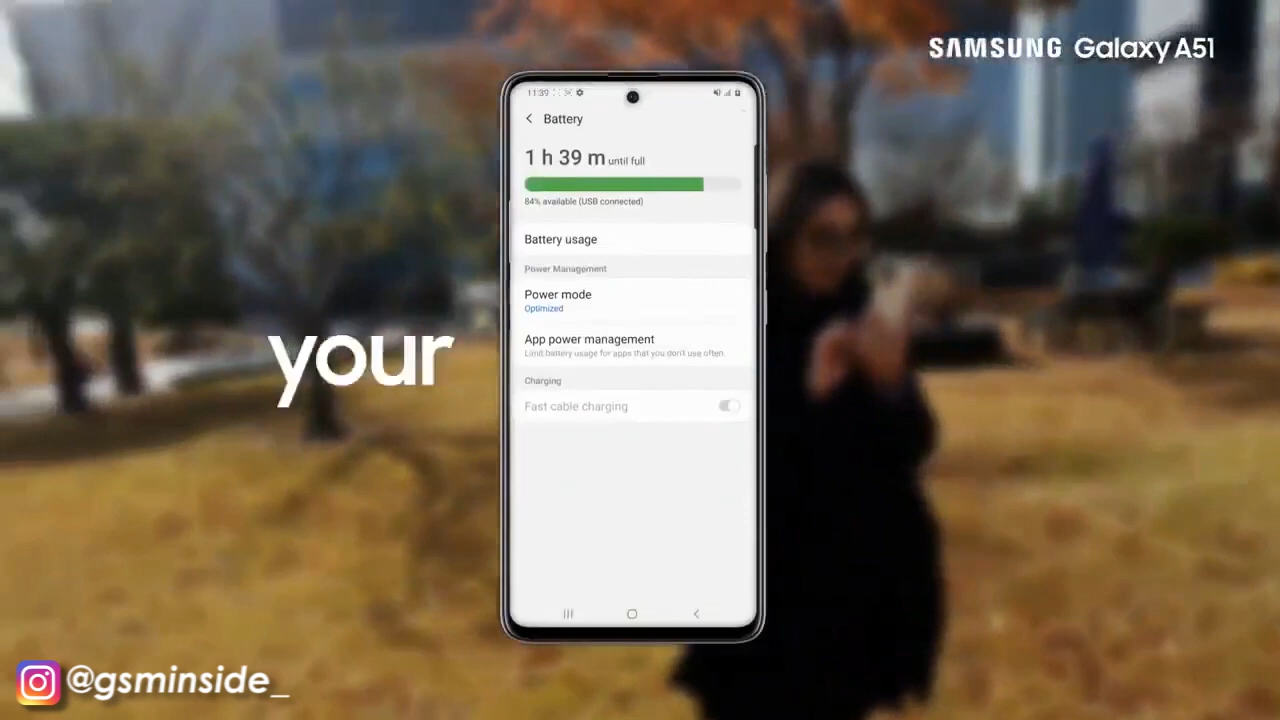 SAMSUNG Galaxy A51
11:39
Battery
1 h 39 m until full
84% available (USB connected)
Battery usage
Power Management
Power mode
Optimized
App power management
Limit battery usage for apps that you don't use often.
Charging
Fast cable charging
your
@gsminside_